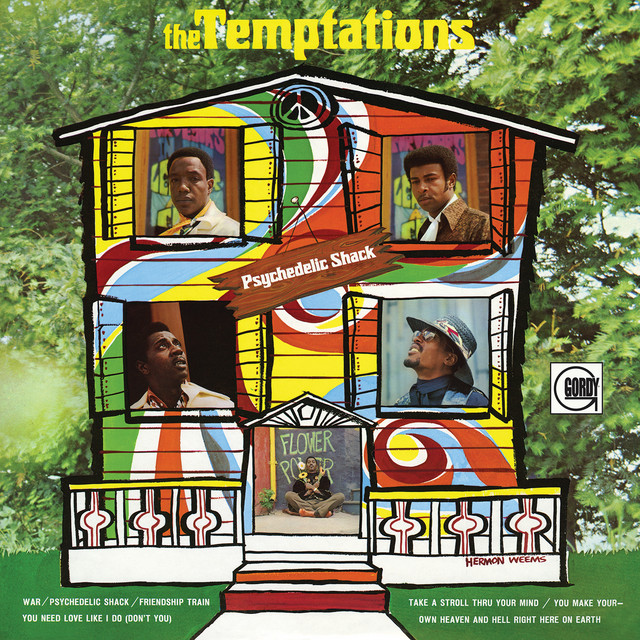 the Temptations
Psychedelic Shack
GORDY
FLOWER
POWER
HERMON WEEMS
WAR/PSYCHEDELIC SHACK/FRIENDSHIP TRAIN
YOU NEED LOVE LIKE I DO (DON'T YOU)
TAKE A STROLL THRU YOUR MIND / YOU MAKE YOUR–
OWN HEAVEN AND HELL RIGHT HERE ON EARTH